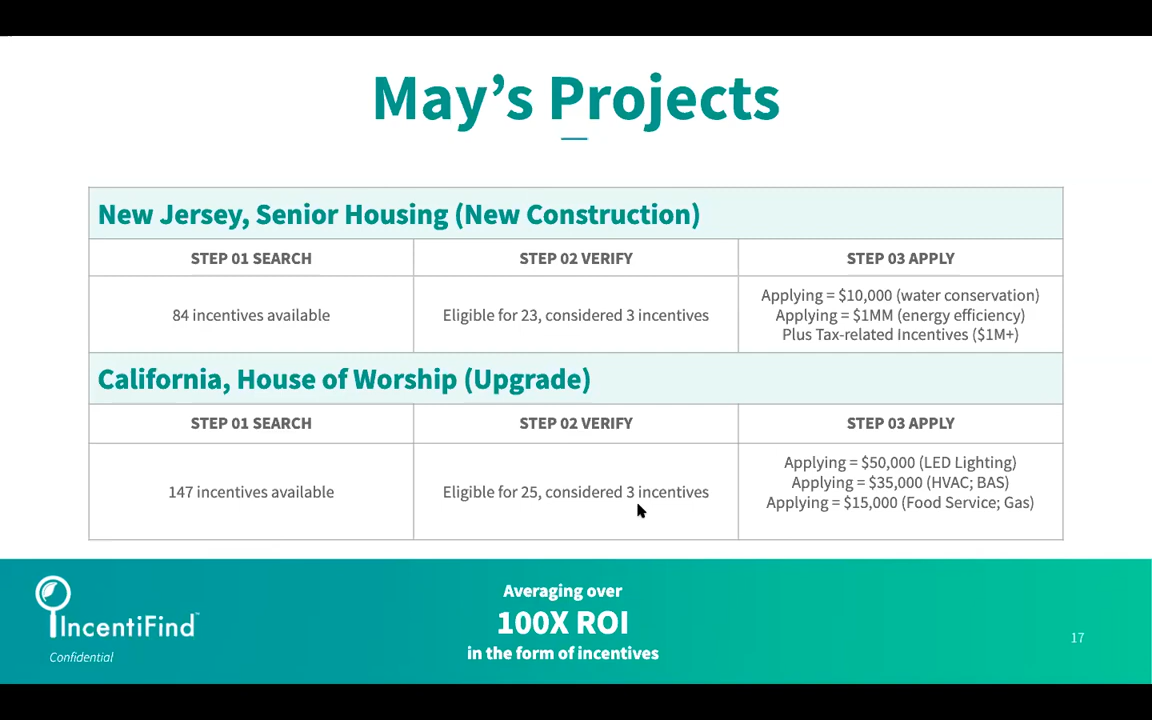 May's Projects
New Jersey, Senior Housing (New Construction)
STEP 01 SEARCH
STEP 02 VERIFY
STEP 03 APPLY
84 incentives available
Eligible for 23, considered 3 incentives
Applying = $10,000 (water conservation)
Applying = $1MM (energy efficiency)
Plus Tax-related Incentives ($1M+)
California, House of Worship (Upgrade)
STEP 01 SEARCH
STEP 02 VERIFY
STEP 03 APPLY
147 incentives available
Eligible for 25, considered 3 incentives
Applying = $50,000 (LED Lighting)
Applying = $35,000 (HVAC; BAS)
Applying = $15,000 (Food Service; Gas)
IncentiFind™
Confidential
Averaging over
100X ROI
in the form of incentives
17